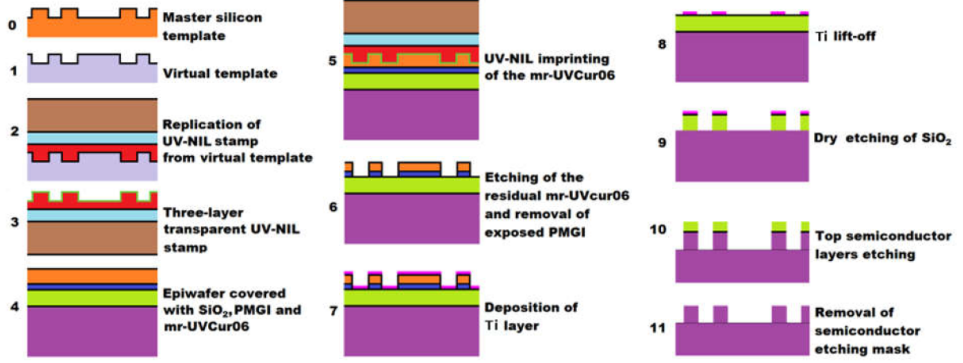 0
Master silicon
template
1
Virtual template
2
Replication of
UV-NIL stamp
from virtual template
3
Three-layer
transparent UV-NIL
stamp
4
Epiwafer covered
with SiO₂,PMGI and
mr-UVCur06
5
UV-NIL imprinting
of the mr-UVCur06
6
Etching of the
residual mr-UVcur06
and removal of
exposed PMGI
7
Deposition of
Ti layer
8
Ti lift-off
9
Dry etching of SiO₂
10
Top semiconductor
layers etching
11
Removal of
semiconductor
etching mask